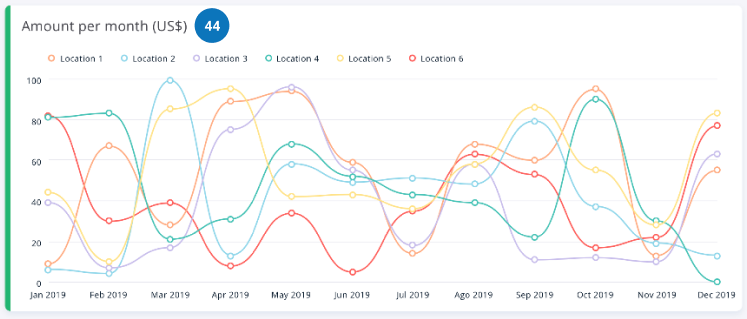 Amount per month (US$) 44
Location 1 Location 2 Location 3 Location 4 Location 5 Location 6
100
80
60
40
20
0
Jan 2019 Feb 2019 Mar 2019 Apr 2019 May 2019 Jun 2019 Jul 2019 Ago 2019 Sep 2019 Oct 2019 Nov 2019 Dec 2019